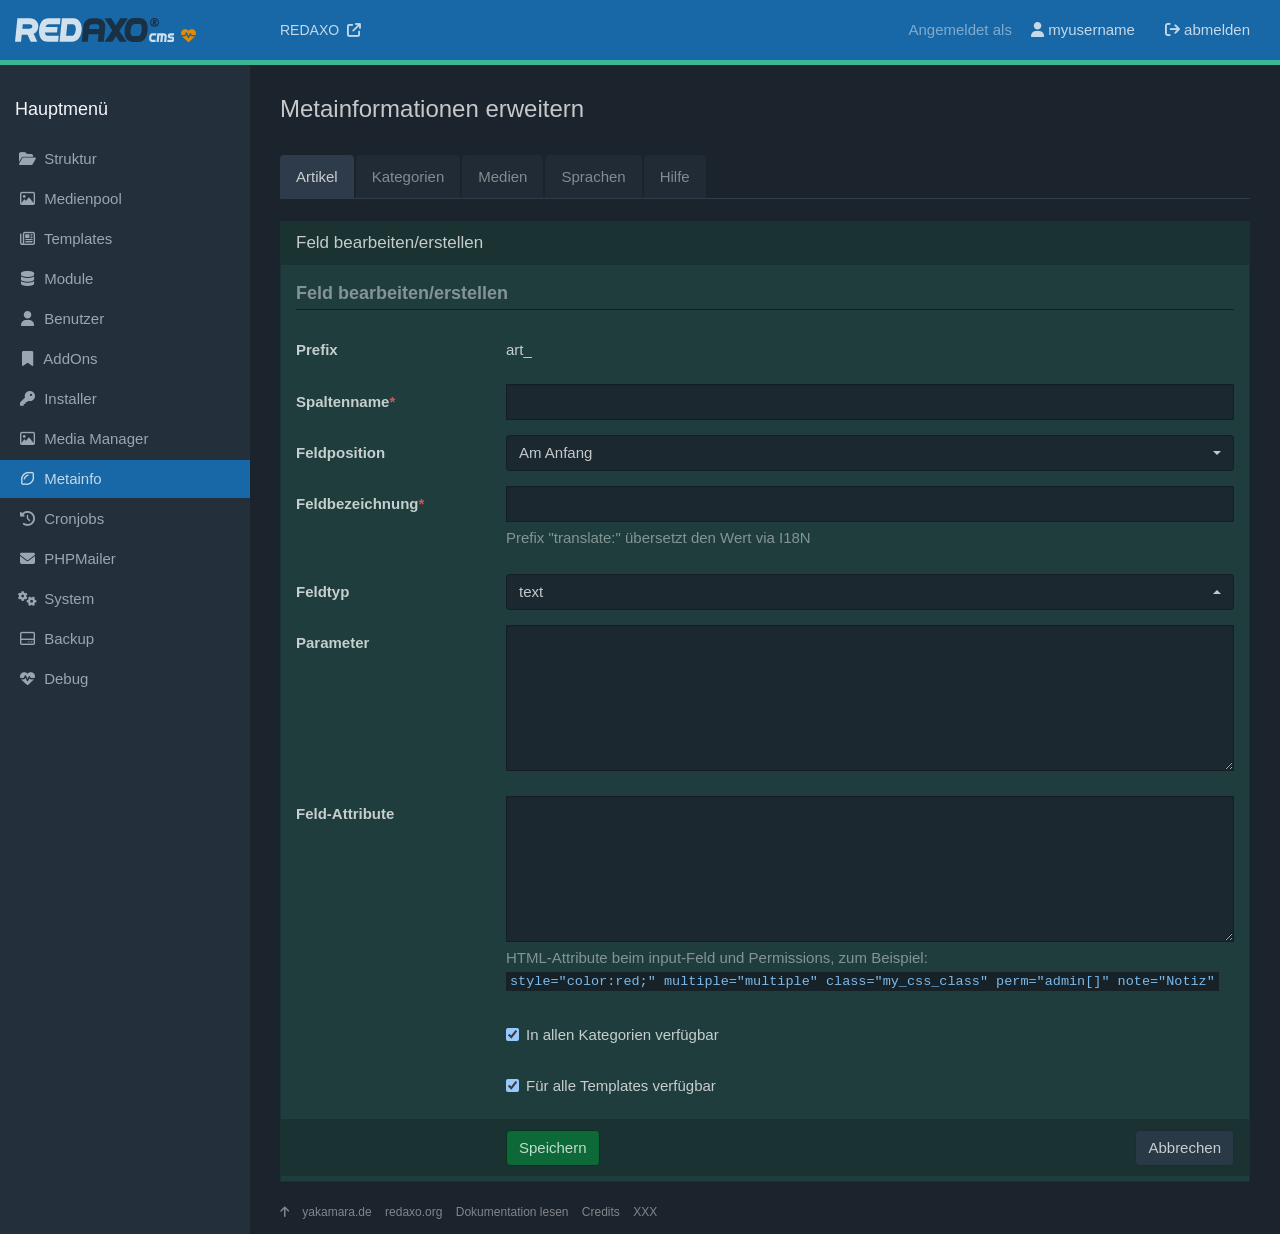 REDAXO® cms
REDAXO
Angemeldet als myusername abmelden
Hauptmenü
Struktur
Medienpool
Templates
Module
Benutzer
AddOns
Installer
Media Manager
Metainfo
Cronjobs
PHPMailer
System
Backup
Debug
Metainformationen erweitern
Artikel Kategorien Medien Sprachen Hilfe
Feld bearbeiten/erstellen
Feld bearbeiten/erstellen
Prefix art_
Spaltenname*
Feldposition Am Anfang
Feldbezeichnung*
Prefix "translate:" übersetzt den Wert via I18N
Feldtyp text
Parameter
Feld-Attribute
HTML-Attribute beim input-Feld und Permissions, zum Beispiel:
style="color:red;" multiple="multiple" class="my_css_class" perm="admin[]" note="Notiz"
In allen Kategorien verfügbar
Für alle Templates verfügbar
Speichern Abbrechen
yakamara.de redaxo.org Dokumentation lesen Credits XXX